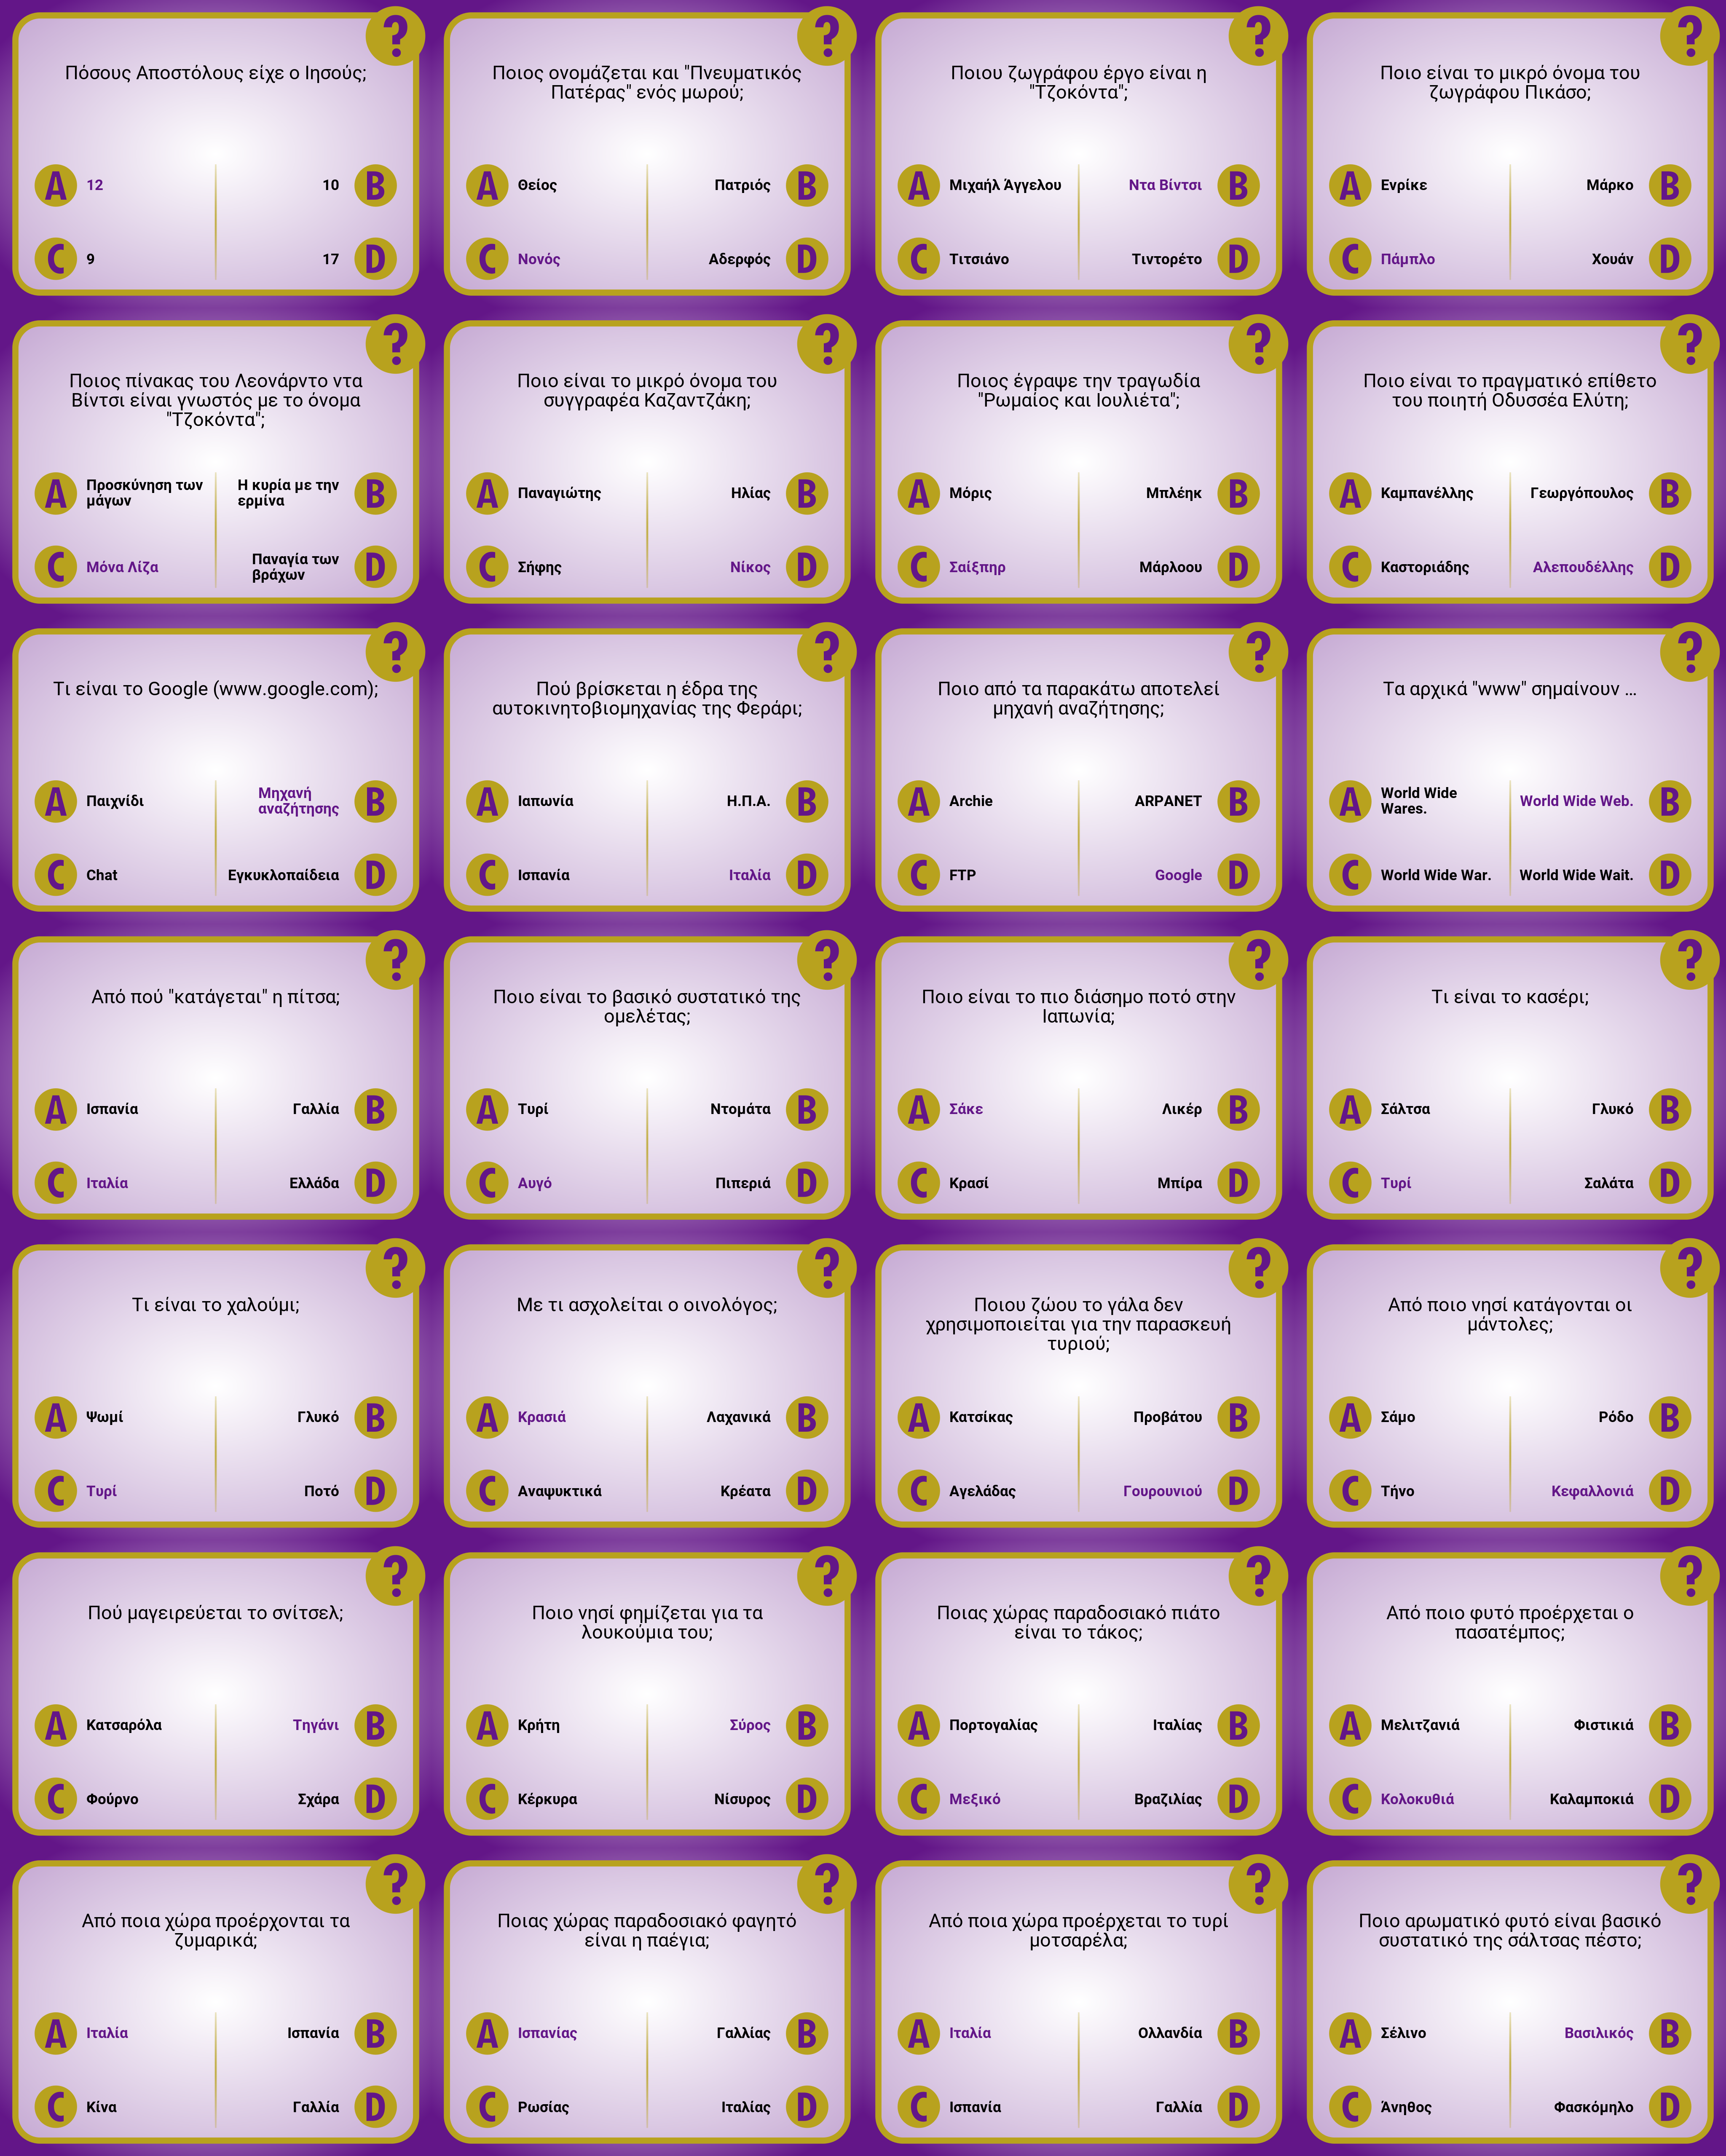 ?
Πόσους Αποστόλους είχε ο Ιησούς;
A 12
10 B
C 9
17 D
?
Ποιος ονομάζεται και "Πνευματικός
Πατέρας" ενός μωρού;
A Θείος
Πατριός B
C Νονός
Αδερφός D
?
Ποιου ζωγράφου έργο είναι η
"Τζοκόντα";
A Μιχαήλ Άγγελου
Ντα Βίντσι B
C Τιτσιάνο
Τιντορέτο D
?
Ποιο είναι το μικρό όνομα του
ζωγράφου Πικάσο;
A Ενρίκε
Μάρκο B
C Πάμπλο
Χουάν D
?
Ποιος πίνακας του Λεονάρντο ντα
Βίντσι είναι γνωστός με το όνομα
"Τζοκόντα";
A Προσκύνηση των
μάγων
Η κυρία με την
ερμίνα B
C Μόνα Λίζα
Παναγία των
βράχων D
?
Ποιο είναι το μικρό όνομα του
συγγραφέα Καζαντζάκη;
A Παναγιώτης
Ηλίας B
C Σήφης
Νίκος D
?
Ποιος έγραψε την τραγωδία
"Ρωμαίος και Ιουλιέτα";
A Μόρις
Μπλέηκ B
C Σαίξπηρ
Μάρλοου D
?
Ποιο είναι το πραγματικό επίθετο
του ποιητή Οδυσσέα Ελύτη;
A Καμπανέλλης
Γεωργόπουλος B
C Καστοριάδης
Αλεπουδέλλης D
?
Τι είναι το Google (www.google.com);
A Παιχνίδι
Μηχανή
αναζήτησης B
C Chat
Εγκυκλοπαίδεια D
?
Πού βρίσκεται η έδρα της
αυτοκινητοβιομηχανίας της Φεράρι;
A Ιαπωνία
Η.Π.Α. B
C Ισπανία
Ιταλία D
?
Ποιο από τα παρακάτω αποτελεί
μηχανή αναζήτησης;
A Archie
ARPANET B
C FTP
Google D
?
Τα αρχικά "www" σημαίνουν ...
A World Wide
Wares.
World Wide Web. B
C World Wide War.
World Wide Wait. D
?
Από πού "κατάγεται" η πίτσα;
A Ισπανία
Γαλλία B
C Ιταλία
Ελλάδα D
?
Ποιο είναι το βασικό συστατικό της
ομελέτας;
A Τυρί
Ντομάτα B
C Αυγό
Πιπεριά D
?
Ποιο είναι το πιο διάσημο ποτό στην
Ιαπωνία;
A Σάκε
Λικέρ B
C Κρασί
Μπίρα D
?
Τι είναι το κασέρι;
A Σάλτσα
Γλυκό B
C Τυρί
Σαλάτα D
?
Τι είναι το χαλούμι;
A Ψωμί
Γλυκό B
C Τυρί
Ποτό D
?
Με τι ασχολείται ο οινολόγος;
A Κρασιά
Λαχανικά B
C Αναψυκτικά
Κρέατα D
?
Ποιου ζώου το γάλα δεν
χρησιμοποιείται για την παρασκευή
τυριού;
A Κατσίκας
Προβάτου B
C Αγελάδας
Γουρουνιού D
?
Από ποιο νησί κατάγονται οι
μάντολες;
A Σάμο
Ρόδο B
C Τήνο
Κεφαλλονιά D
?
Πού μαγειρεύεται το σνίτσελ;
A Κατσαρόλα
Τηγάνι B
C Φούρνο
Σχάρα D
?
Ποιο νησί φημίζεται για τα
λουκούμια του;
A Κρήτη
Σύρος B
C Κέρκυρα
Νίσυρος D
?
Ποιας χώρας παραδοσιακό πιάτο
είναι το τάκος;
A Πορτογαλίας
Ιταλίας B
C Μεξικό
Βραζιλίας D
?
Από ποιο φυτό προέρχεται ο
πασατέμπος;
A Μελιτζανιά
Φιστικιά B
C Κολοκυθιά
Καλαμποκιά D
?
Από ποια χώρα προέρχονται τα
ζυμαρικά;
A Ιταλία
Ισπανία B
C Κίνα
Γαλλία D
?
Ποιας χώρας παραδοσιακό φαγητό
είναι η παέγια;
A Ισπανίας
Γαλλίας B
C Ρωσίας
Ιταλίας D
?
Από ποια χώρα προέρχεται το τυρί
μοτσαρέλα;
A Ιταλία
Ολλανδία B
C Ισπανία
Γαλλία D
?
Ποιο αρωματικό φυτό είναι βασικό
συστατικό της σάλτσας πέστο;
A Σέλινο
Βασιλικός B
C Άνηθος
Φασκόμηλο D